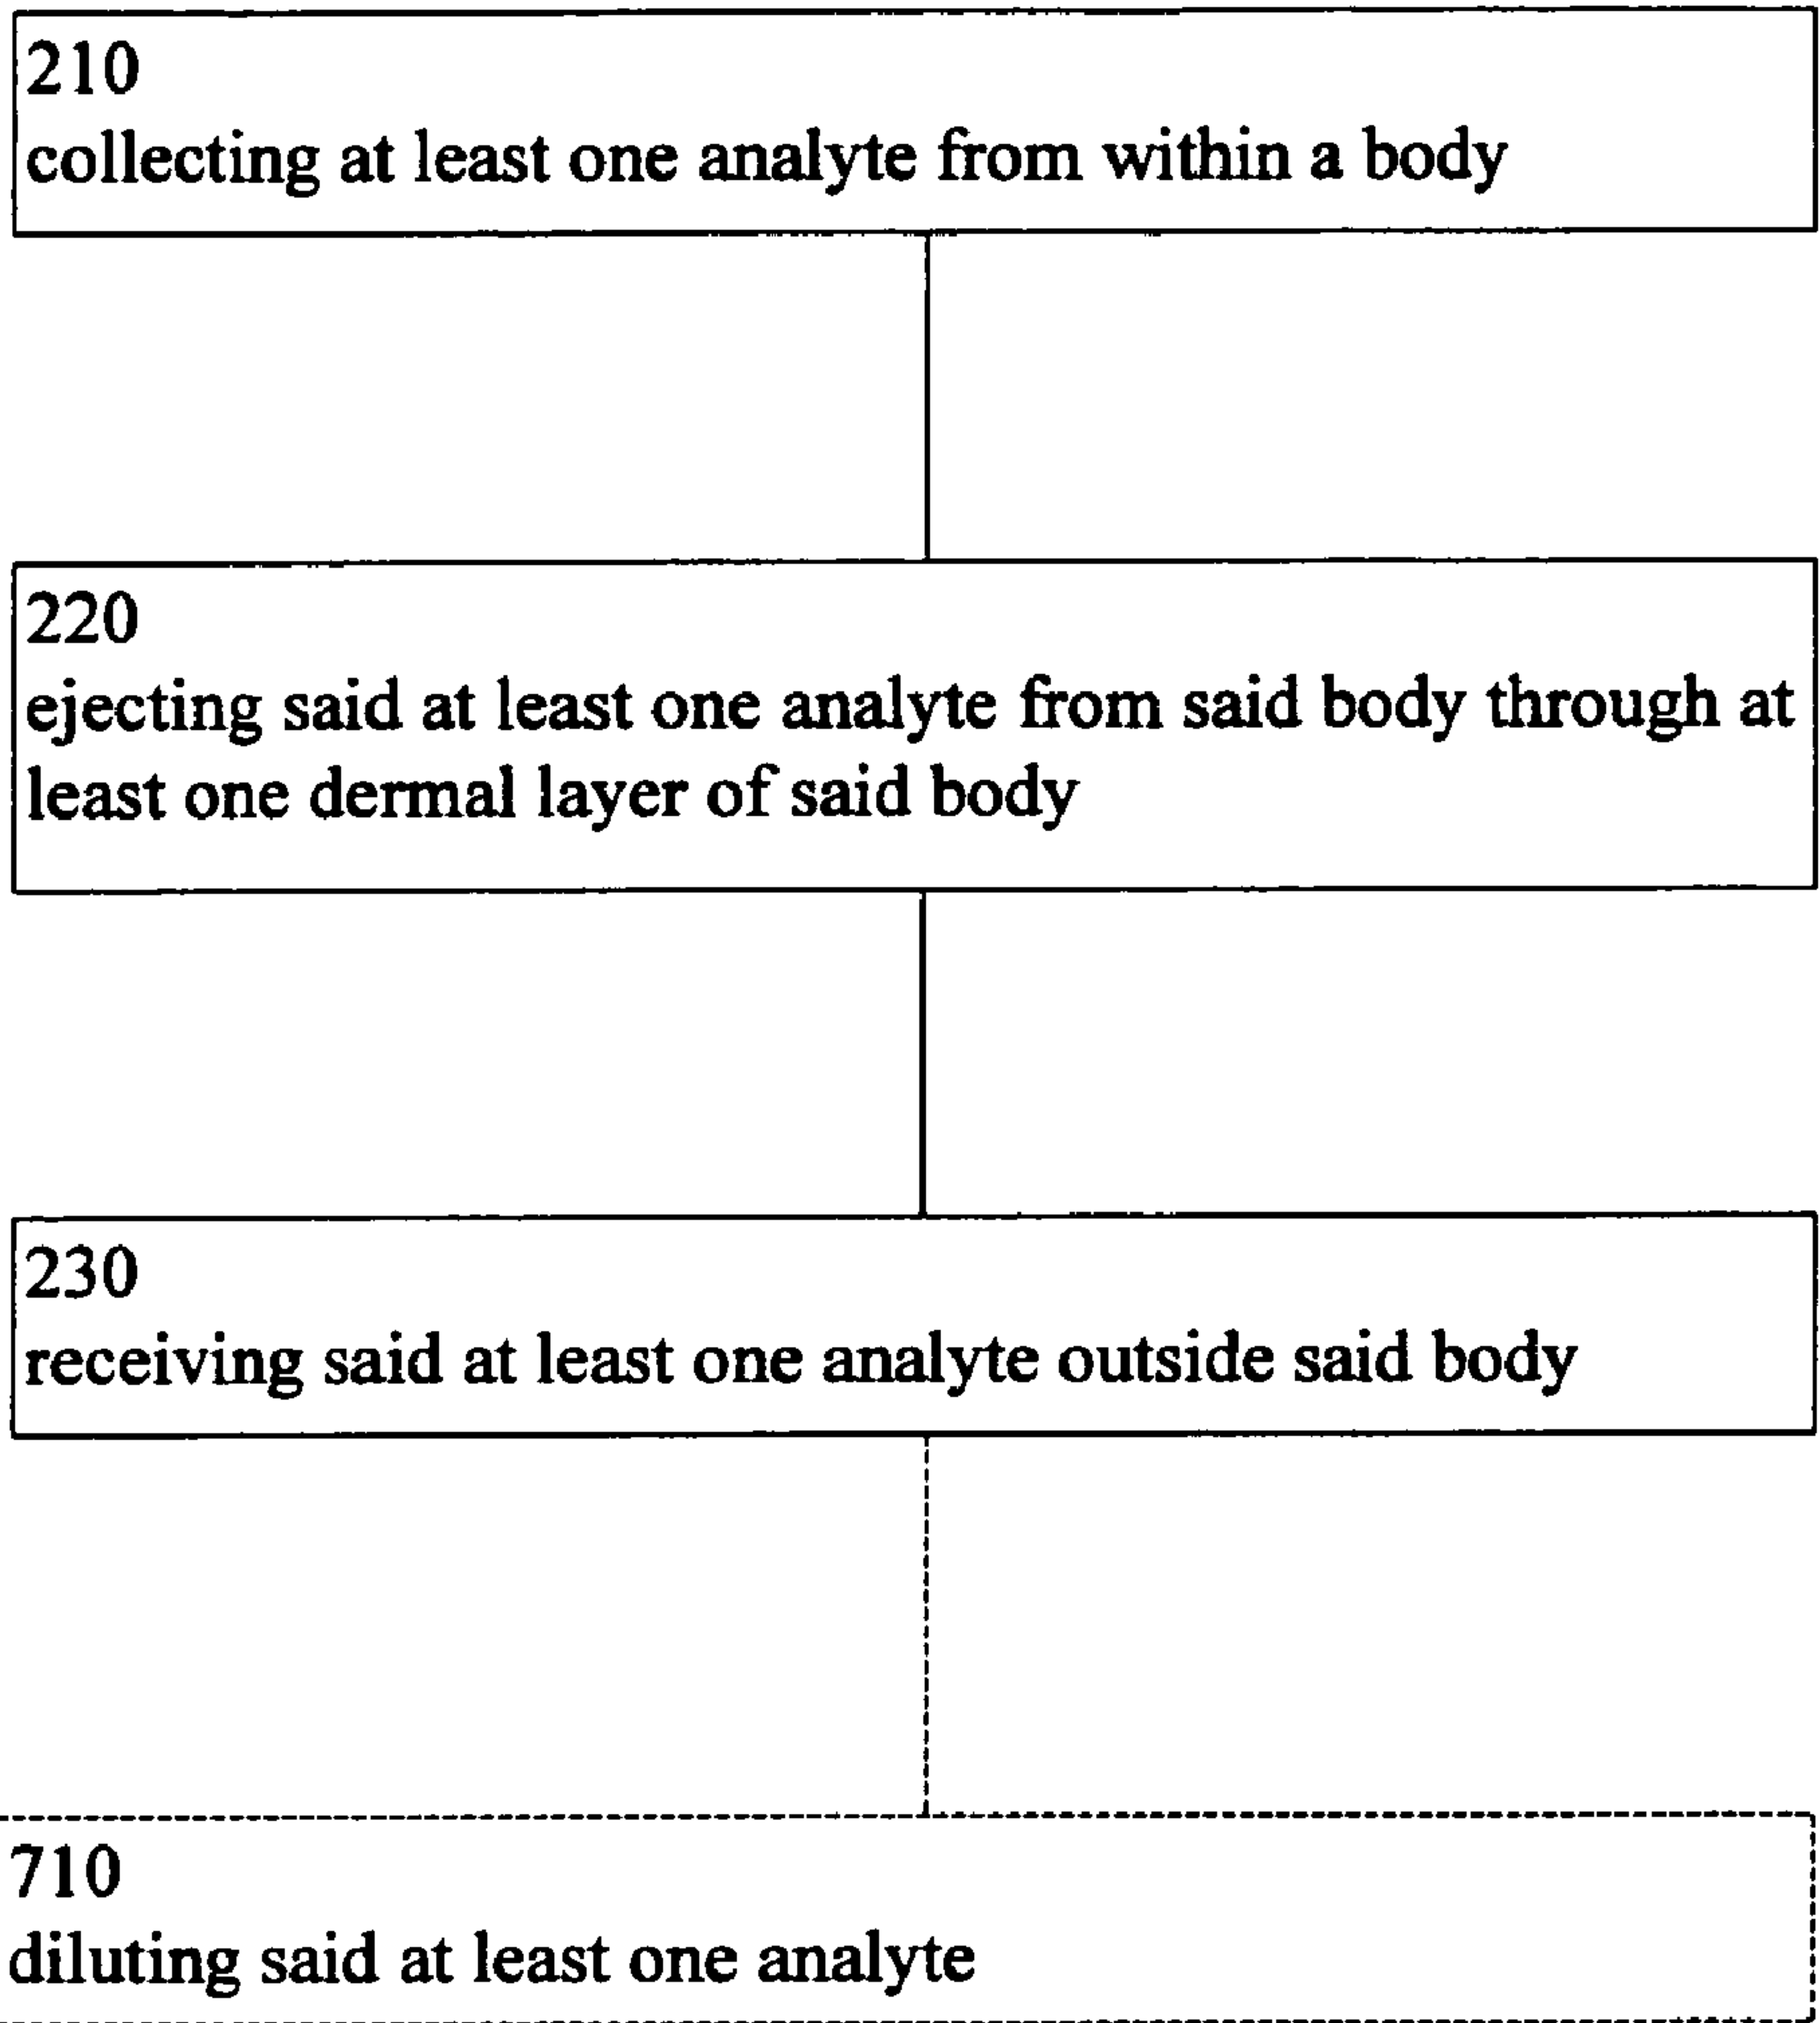 210
collecting at least one analyte from within a body
220
ejecting said at least one analyte from said body through at
least one dermal layer of said body
230
receiving said at least one analyte outside said body
710
diluting said at least one analyte